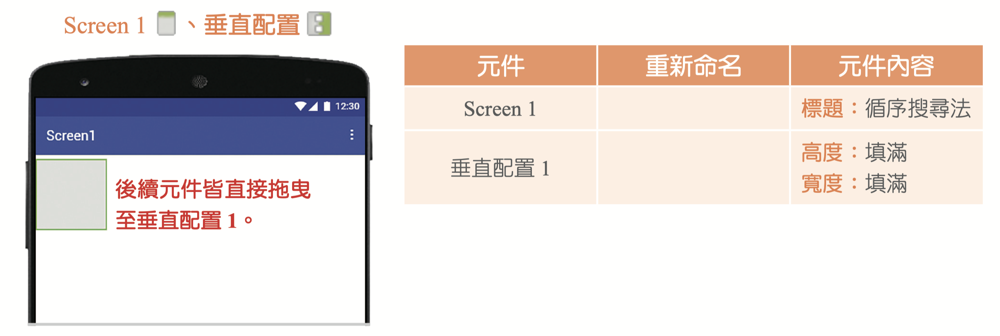 Screen 1 、垂直配置
12:30
Screen1
後續元件皆直接拖曳
至垂直配置 1。
元件 重新命名 元件內容
Screen 1 標題：循序搜尋法
垂直配置 1 高度：填滿
寬度：填滿